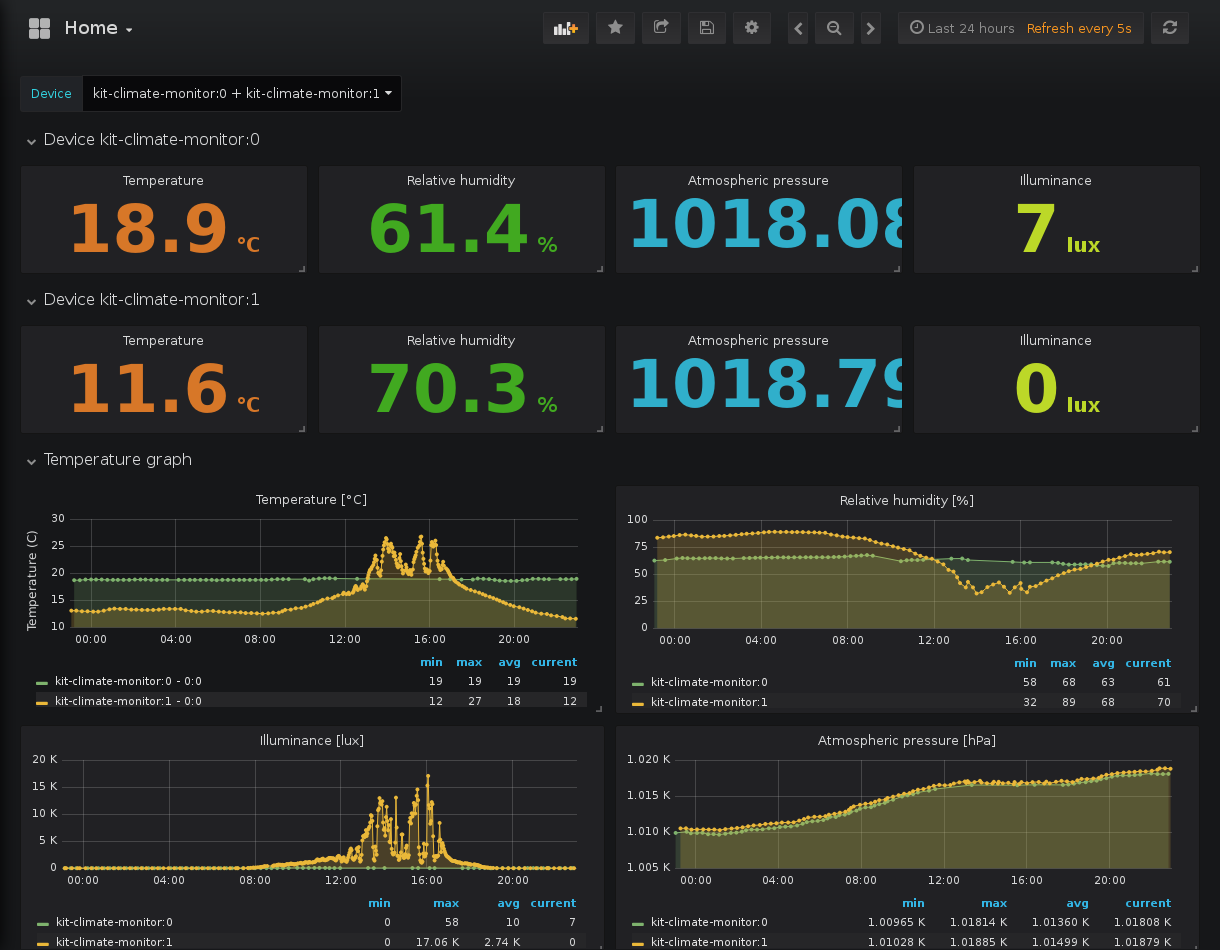 Home
Last 24 hours Refresh every 5s
Device kit-climate-monitor:0 + kit-climate-monitor:1
Device kit-climate-monitor:0
Temperature Relative humidity Atmospheric pressure Illuminance
18.9 °C 61.4 % 1018.08 7 lux
Device kit-climate-monitor:1
Temperature Relative humidity Atmospheric pressure Illuminance
11.6 °C 70.3 % 1018.79 0 lux
Temperature graph
Temperature [°C]
Temperature (C)
30
25
20
15
10
00:00 04:00 08:00 12:00 16:00 20:00
min max avg current
kit-climate-monitor:0 - 0:0 19 19 19 19
kit-climate-monitor:1 - 0:0 12 27 18 12
Relative humidity [%]
100
75
50
25
0
00:00 04:00 08:00 12:00 16:00 20:00
min max avg current
kit-climate-monitor:0 58 68 63 61
kit-climate-monitor:1 32 89 68 70
Illuminance [lux]
20 K
15 K
10 K
5 K
0
00:00 04:00 08:00 12:00 16:00 20:00
min max avg current
kit-climate-monitor:0 0 58 10 7
kit-climate-monitor:1 0 17.06 K 2.74 K 0
Atmospheric pressure [hPa]
1.020 K
1.015 K
1.010 K
1.005 K
00:00 04:00 08:00 12:00 16:00 20:00
min max avg current
kit-climate-monitor:0 1.00965 K 1.01814 K 1.01360 K 1.01808 K
kit-climate-monitor:1 1.01028 K 1.01885 K 1.01499 K 1.01879 K